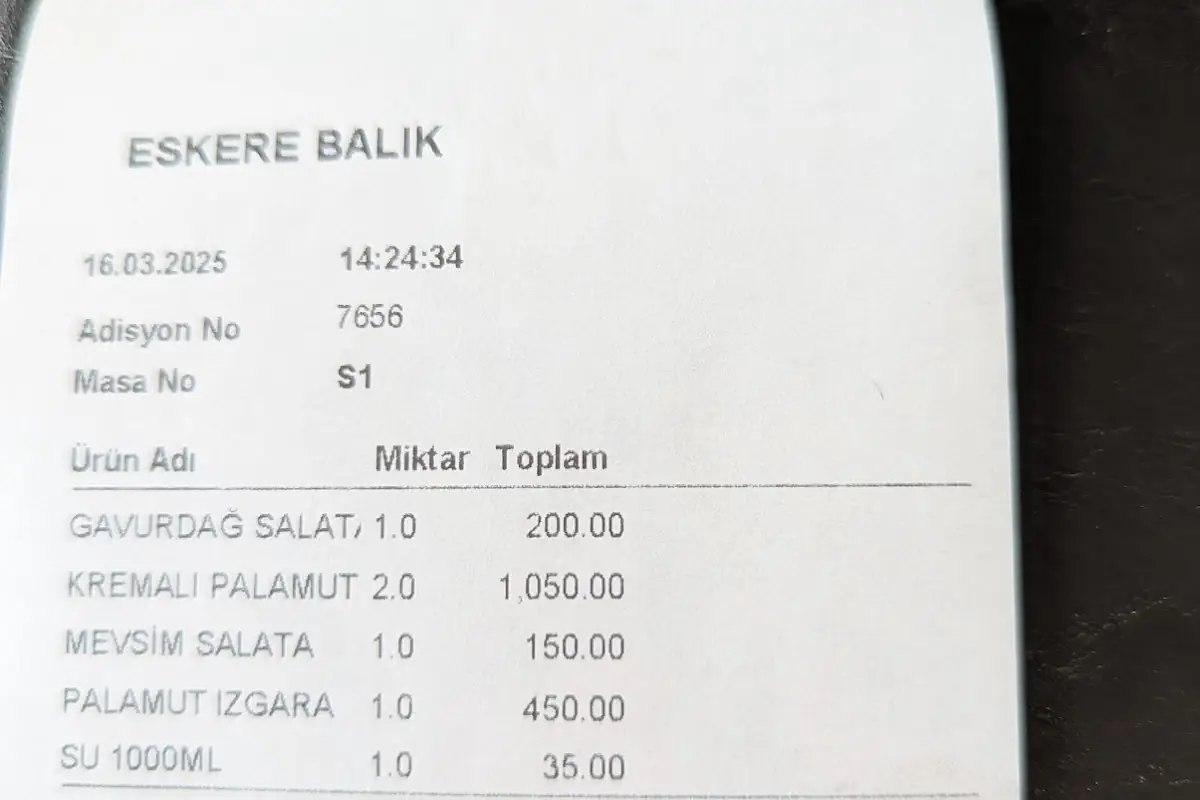 ESKERE BALIK
16.03.2025 14:24:34
Adisyon No 7656
Masa No S1
Ürün Adı Miktar Toplam
GAVURDAĞ SALAT 1.0 200.00
KREMALI PALAMUT 2.0 1,050.00
MEVSİM SALATA 1.0 150.00
PALAMUT IZGARA 1.0 450.00
SU 1000ML 1.0 35.00